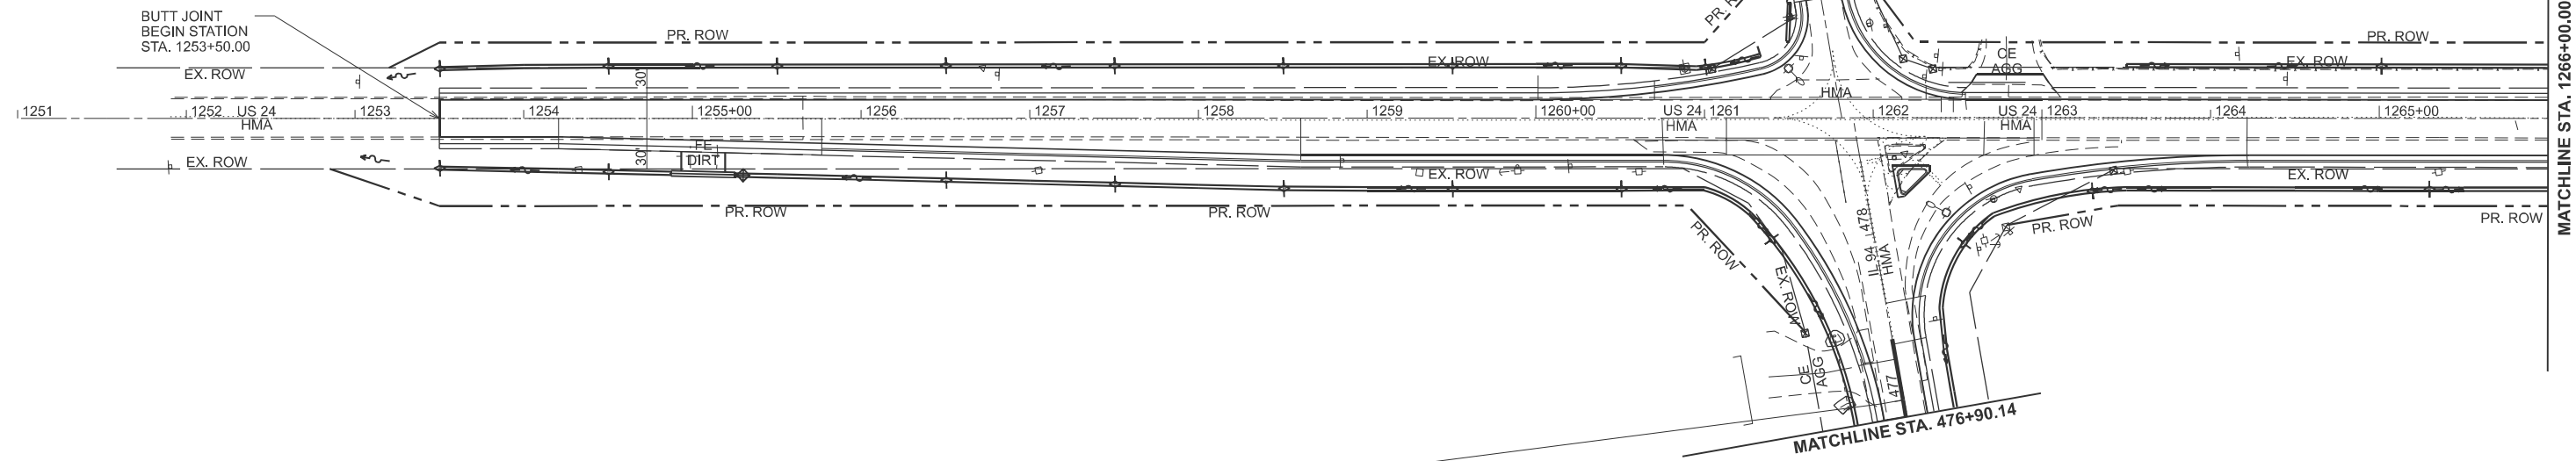 BUTT JOINT
BEGIN STATION
STA. 1253+50.00
PR. ROW
PR. ROW
EX. ROW
EX. ROW
EX. ROW
30'
CE
AGG
HMA
1251
1252
US 24
HMA
1253
1254
1255+00
1256
1257
1258
1259
1260+00
US 24
HMA
1261
1262
US 24
HMA
1263
1264
1265+00
EX. ROW
30'
FE
DIRT
EX. ROW
EX. ROW
PR. ROW
PR. ROW
PR. ROW
PR. ROW
PR. ROW
EX. ROW
478
IL 94
HMA
477
CE
AGG
MATCHLINE STA. 476+90.14
MATCHLINE STA. 1266+00.00